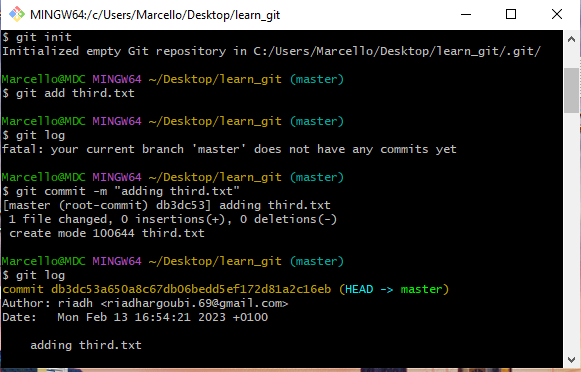 MINGW64:/c/Users/Marcello/Desktop/learn_git
$ git init
Initialized empty Git repository in C:/Users/Marcello/Desktop/learn_git/.git/
Marcello@MDC MINGW64 ~/Desktop/learn_git (master)
$ git add third.txt
Marcello@MDC MINGW64 ~/Desktop/learn_git (master)
$ git log
fatal: your current branch 'master' does not have any commits yet
Marcello@MDC MINGW64 ~/Desktop/learn_git (master)
$ git commit -m "adding third.txt"
[master (root-commit) db3dc53] adding third.txt
 1 file changed, 0 insertions(+), 0 deletions(-)
 create mode 100644 third.txt
Marcello@MDC MINGW64 ~/Desktop/learn_git (master)
$ git log
commit db3dc53a650a8c67db06bedd5ef172d81a2c16eb (HEAD -> master)
Author: riadh <riadhargoubi.69@gmail.com>
Date:   Mon Feb 13 16:54:21 2023 +0100
    adding third.txt